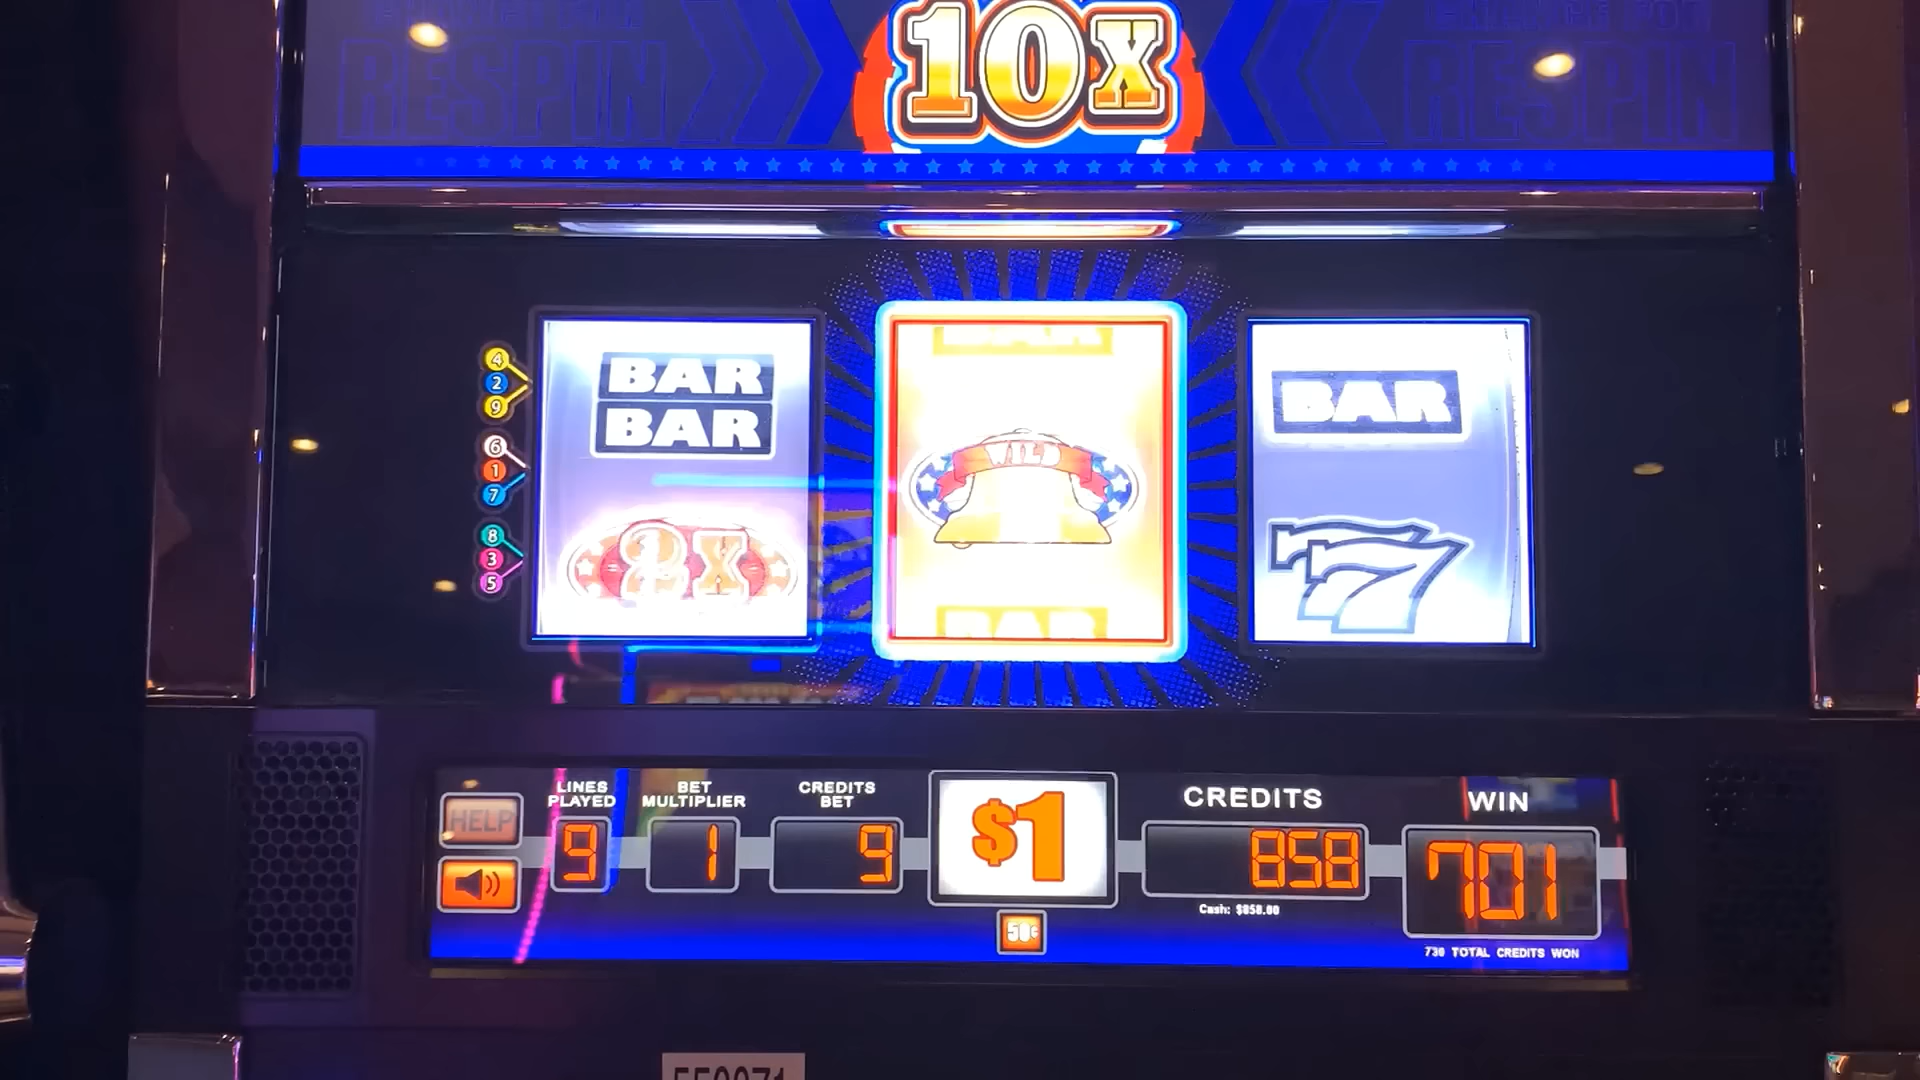 10X
RESPIN
RESPIN
4
2
9
6
1
7
8
3
5
BAR
BAR
2X
WILD
BAR
BAR
77
HELP
LINES
PLAYED
9
BET
MULTIPLIER
1
CREDITS
BET
9
$1
50¢
CREDITS
858
Cash: $858.00
WIN
701
730 TOTAL CREDITS WON